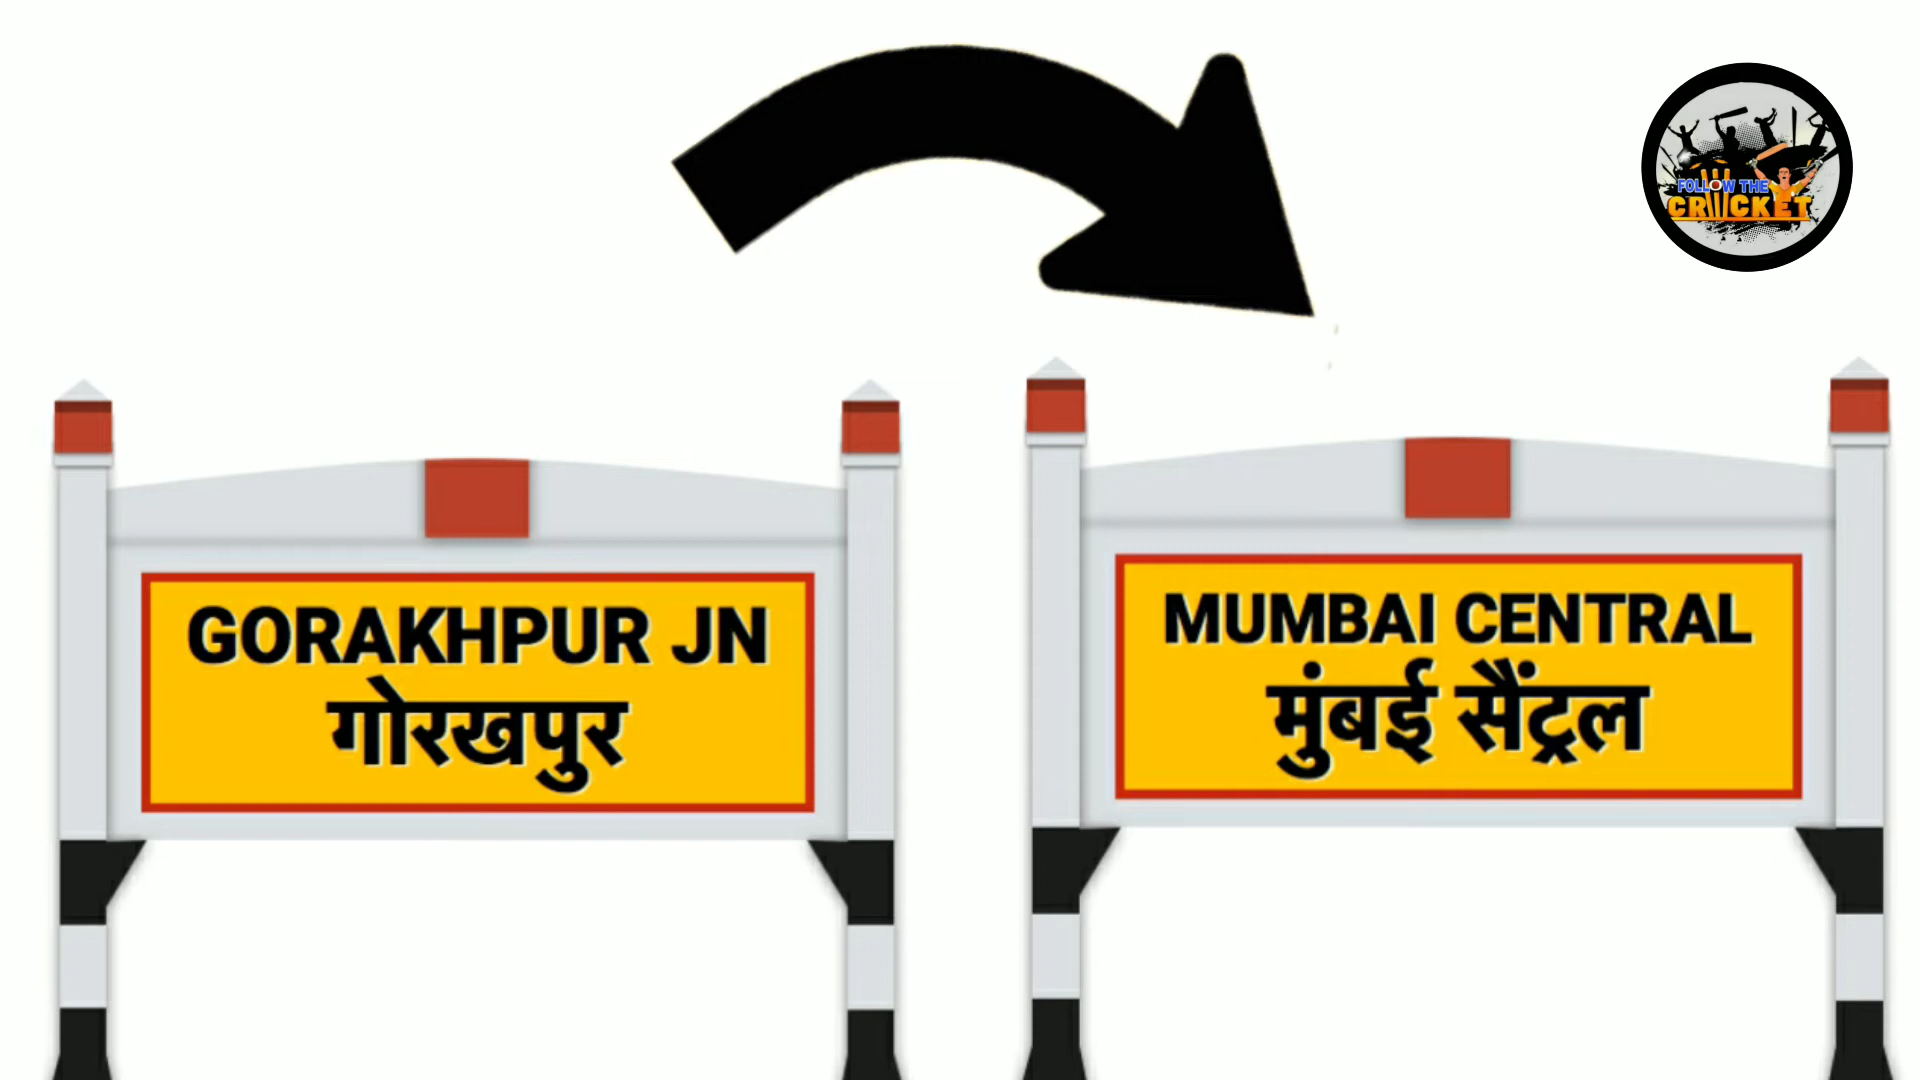 FOLLOW THE
CRICKET
GORAKHPUR JN
गोरखपुर
MUMBAI CENTRAL
मुंबई सैंट्रल